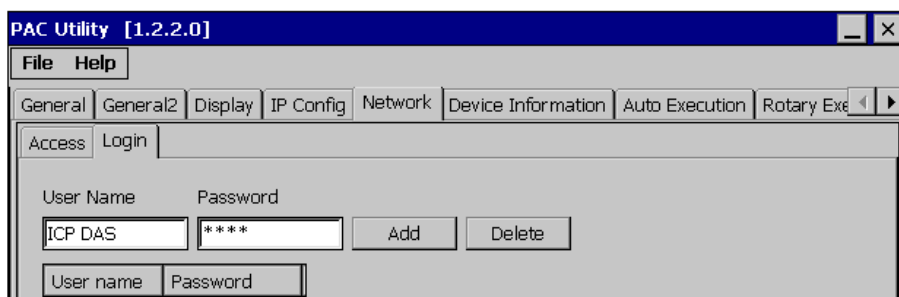 PAC Utility [1.2.2.0]
File Help
General General2 Display IP Config Network Device Information Auto Execution Rotary Exe
Access Login
User Name Password
ICP DAS **** Add Delete
User name Password